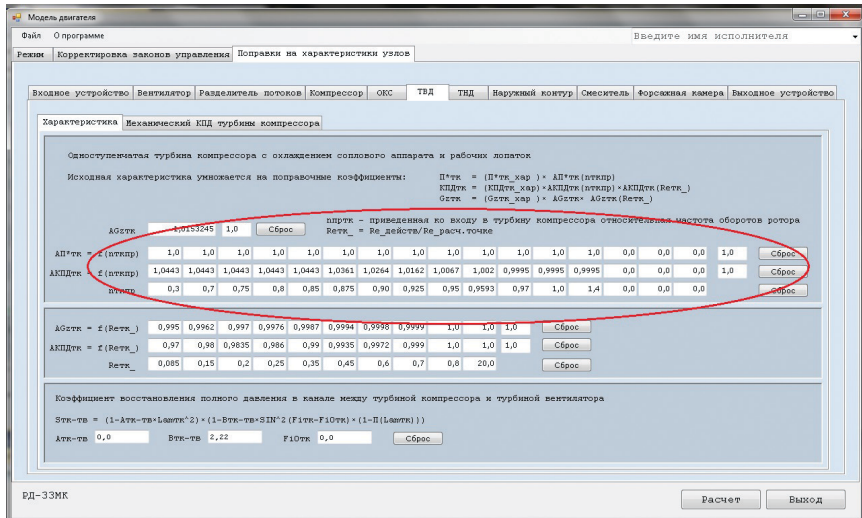 Модель двигателя
Файл О программе
Введите имя исполнителя
Режим Корректировка законов управления Поправки на характеристики узлов
Входное устройство Вентилятор Разделитель потоков Компрессор ОКС ТВД ТНД Наружный контур Смеситель Форсажная камера Выходное устройство
Характеристика Механический КПД турбины компрессора
Одноступенчатая турбина компрессора с охлаждением соплового аппарата и рабочих лопаток
Исходная характеристика умножается на поправочные коэффициенты: П*тк = (П*тк_хар )× АП*тк(nткпр)
КПДтк = (КПДтк_хар)×АКПДтк(nткпр)×АКПДтк(Reтк_)
Gzтк = (Gzтк_хар )× AGzтк× AGzтк(Reтк_)
nпртк - приведенная ко входу в турбину компрессора относительная частота оборотов ротора
Reтк_ = Re_действ/Re_расч.точке
AGzтк 1,0153245 1,0 Сброс
АП*тк = f(nткпр) 1,0 1,0 1,0 1,0 1,0 1,0 1,0 1,0 1,0 1,0 1,0 1,0 1,0 0,0 0,0 0,0 1,0 Сброс
АКПДтк = f(nткпр) 1,0443 1,0443 1,0443 1,0443 1,0443 1,0361 1,0264 1,0162 1,0067 1,002 0,9995 0,9995 0,9995 0,0 0,0 0,0 1,0 Сброс
nткпр 0,3 0,7 0,75 0,8 0,85 0,875 0,90 0,925 0,95 0,9593 0,97 1,0 1,4 0,0 0,0 0,0 Сброс
AGzтк = f(Reтк_) 0,995 0,9962 0,997 0,9976 0,9987 0,9994 0,9998 0,9999 1,0 1,0 1,0 Сброс
АКПДтк = f(Reтк_) 0,97 0,98 0,9835 0,986 0,99 0,9935 0,9972 0,999 1,0 1,0 1,0 Сброс
Reтк_ 0,085 0,15 0,2 0,25 0,35 0,45 0,6 0,7 0,8 20,0 Сброс
Коэффициент восстановления полного давления в канале между турбиной компрессора и турбиной вентилятора
Sтк-тв = (1-Атк-тв×Lamтк^2)×(1-Втк-тв×SIN^2(Fiтк-FiОтк)×(1-П(Lamтк)))
Атк-тв 0,0 Втк-тв 2,22 FiОтк 0,0 Сброс
РД-33МК Расчет Выход